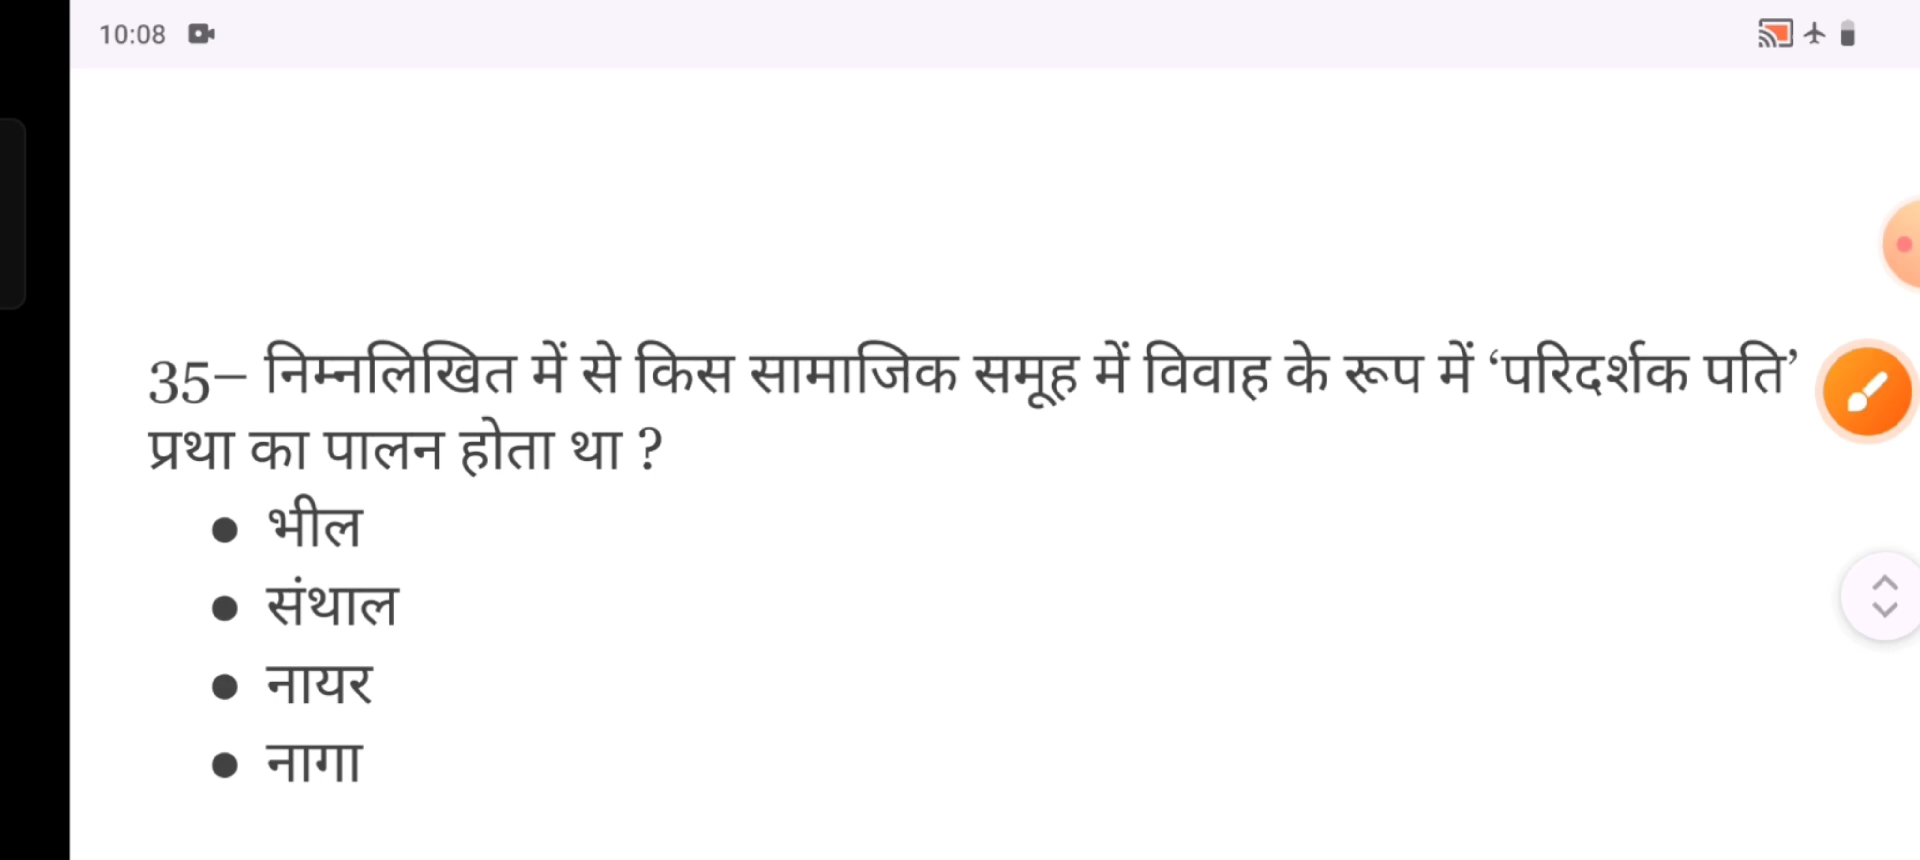 10:08
35– निम्नलिखित में से किस सामाजिक समूह में विवाह के रूप में ‘परिदर्शक पति’
प्रथा का पालन होता था ?
● भील
● संथाल
● नायर
● नागा